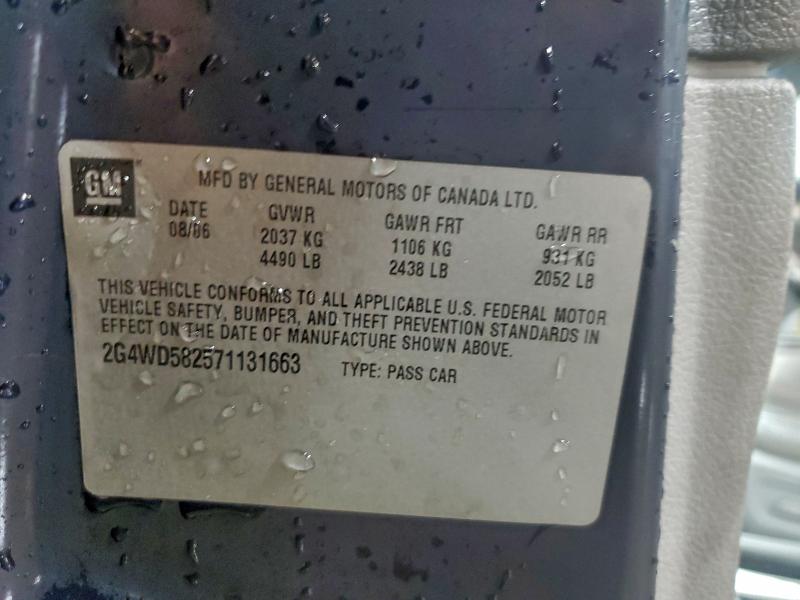 GM
MFD BY GENERAL MOTORS OF CANADA LTD.
DATE GVWR GAWR FRT GAWR RR
08/06 2037 KG 1106 KG 931 KG
4490 LB 2438 LB 2052 LB
THIS VEHICLE CONFORMS TO ALL APPLICABLE U.S. FEDERAL MOTOR
VEHICLE SAFETY, BUMPER, AND THEFT PREVENTION STANDARDS IN
EFFECT ON THE DATE OF MANUFACTURE SHOWN ABOVE.
2G4WD582571131663 TYPE: PASS CAR